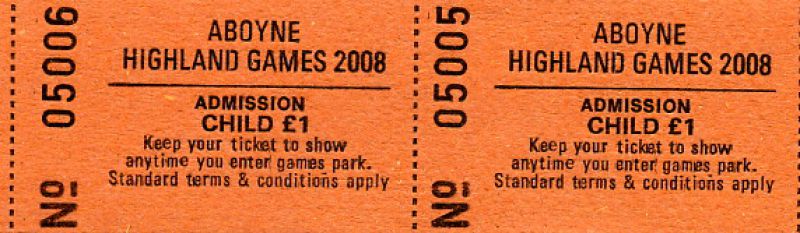 Nº 05006
ABOYNE
HIGHLAND GAMES 2008
ADMISSION
CHILD £1
Keep your ticket to show
anytime you enter games park.
Standard terms & conditions apply
Nº 05005
ABOYNE
HIGHLAND GAMES 2008
ADMISSION
CHILD £1
Keep your ticket to show
anytime you enter games park.
Standard terms & conditions apply